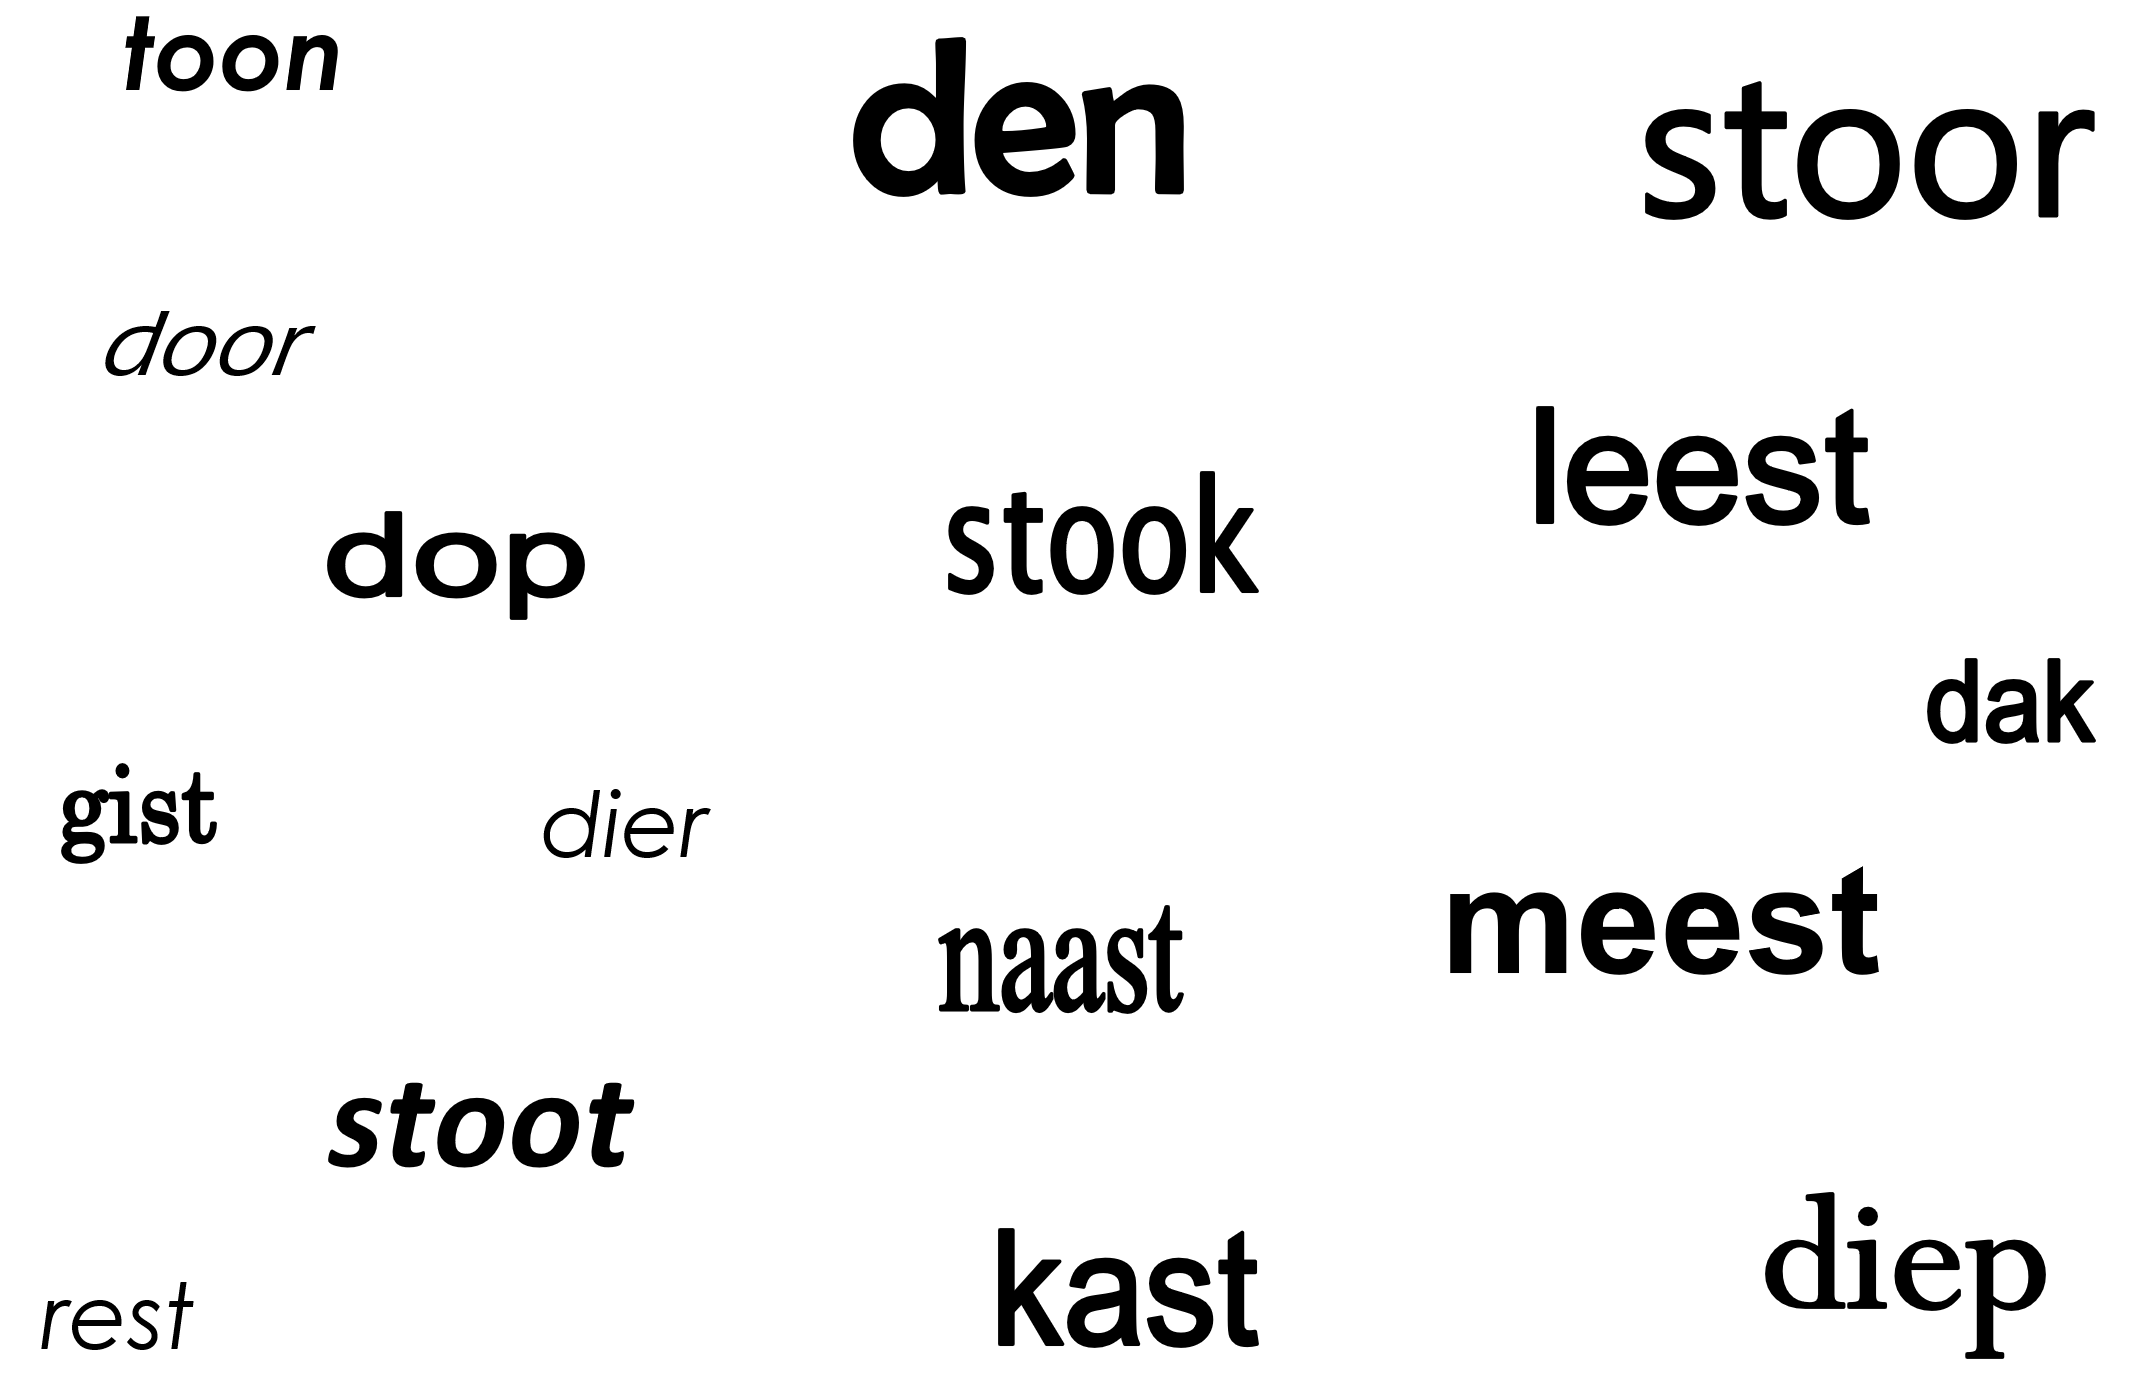 toon
den
stoor
door
leest
stook
dop
dak
gist
dier
meest
naast
stoot
kast
diep
rest